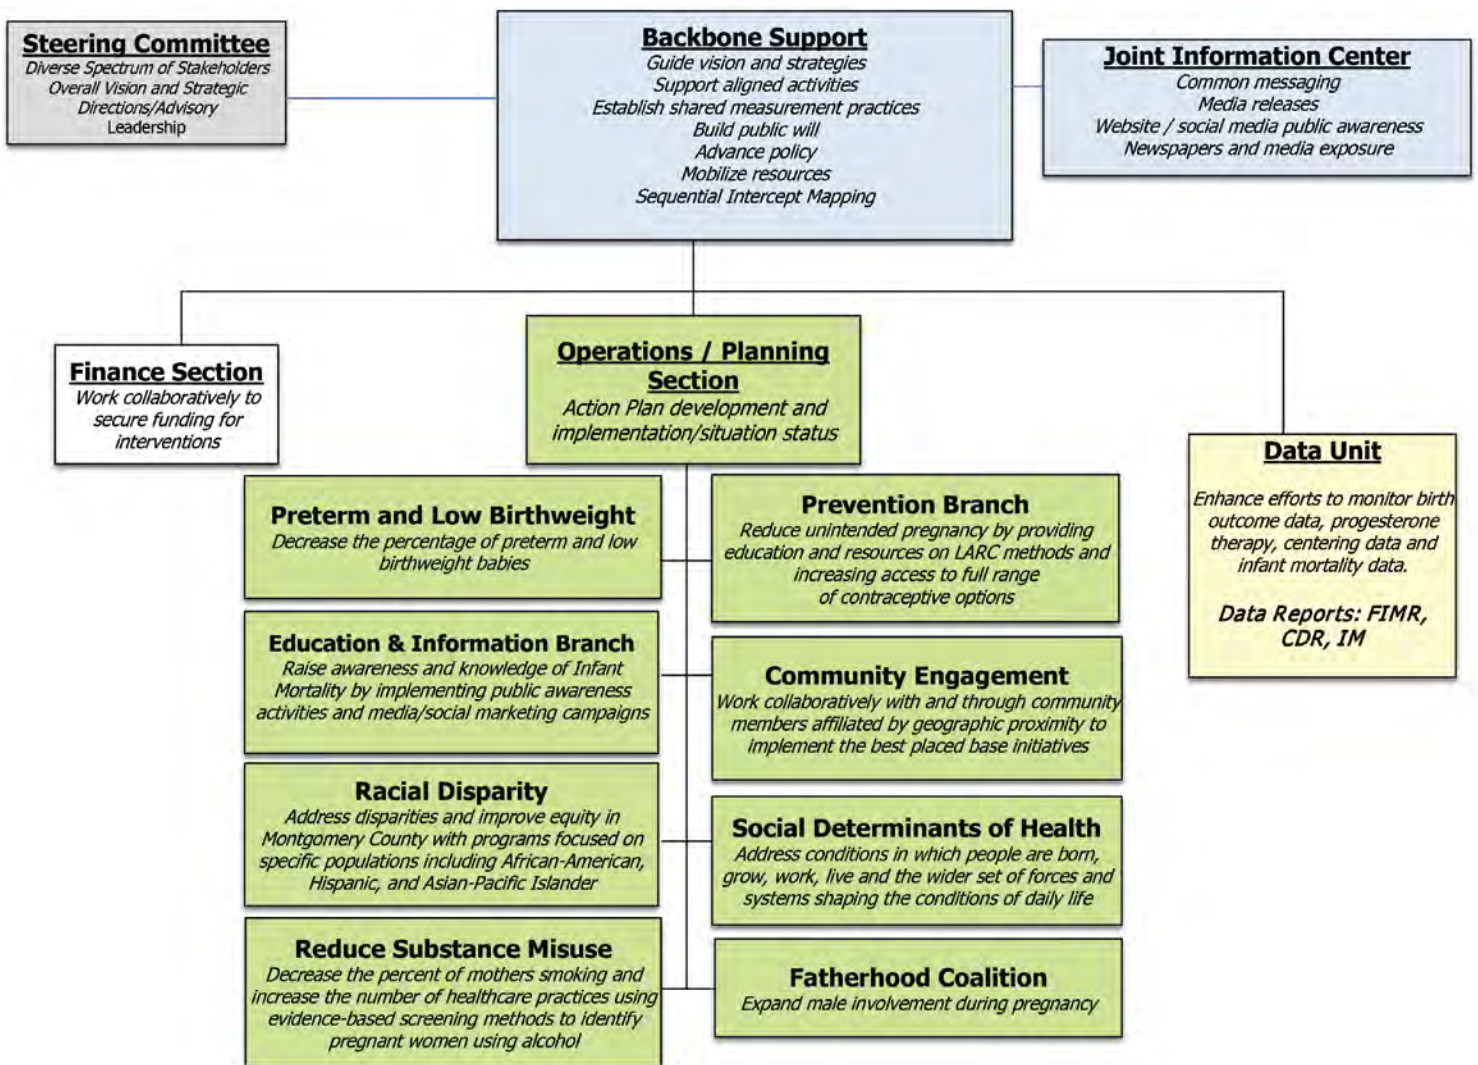 Steering Committee
Diverse Spectrum of Stakeholders
Overall Vision and Strategic
Directions/Advisory
Leadership
Backbone Support
Guide vision and strategies
Support aligned activities
Establish shared measurement practices
Build public will
Advance policy
Mobilize resources
Sequential Intercept Mapping
Joint Information Center
Common messaging
Media releases
Website / social media public awareness
Newspapers and media exposure
Finance Section
Work collaboratively to
secure funding for
interventions
Operations / Planning
Section
Action Plan development and
implementation/situation status
Data Unit
Enhance efforts to monitor birth
outcome data, progesterone
therapy, centering data and
infant mortality data.
Data Reports: FIMR,
CDR, IM
Preterm and Low Birthweight
Decrease the percentage of preterm and low
birthweight babies
Prevention Branch
Reduce unintended pregnancy by providing
education and resources on LARC methods and
increasing access to full range
of contraceptive options
Education & Information Branch
Raise awareness and knowledge of Infant
Mortality by implementing public awareness
activities and media/social marketing campaigns
Community Engagement
Work collaboratively with and through community
members affiliated by geographic proximity to
implement the best placed base initiatives
Racial Disparity
Address disparities and improve equity in
Montgomery County with programs focused on
specific populations including African-American,
Hispanic, and Asian-Pacific Islander
Social Determinants of Health
Address conditions in which people are born,
grow, work, live and the wider set of forces and
systems shaping the conditions of daily life
Reduce Substance Misuse
Decrease the percent of mothers smoking and
increase the number of healthcare practices using
evidence-based screening methods to identify
pregnant women using alcohol
Fatherhood Coalition
Expand male involvement during pregnancy